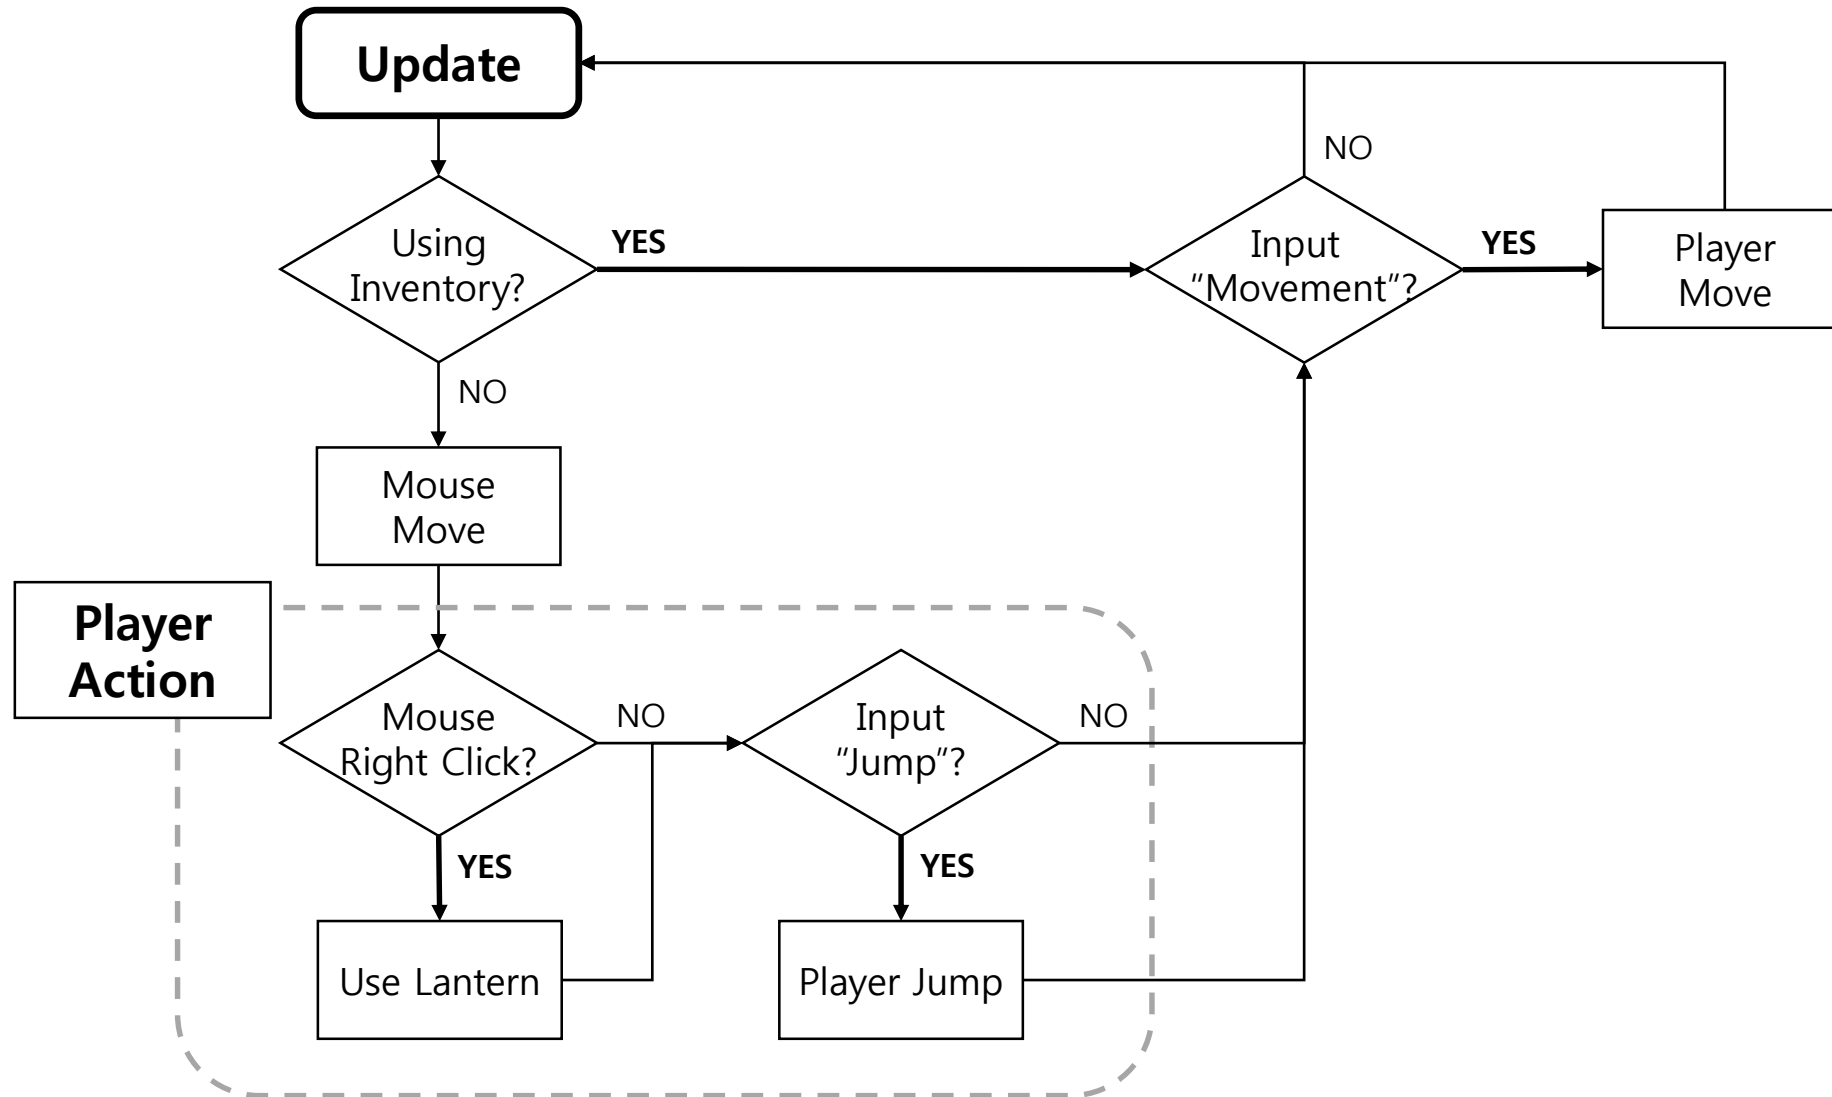 Update
NO
Using
Inventory?
YES
Input
"Movement"?
YES
Player
Move
NO
Mouse
Move
Player
Action
Mouse
Right Click?
NO
Input
"Jump"?
NO
YES
YES
Use Lantern
Player Jump